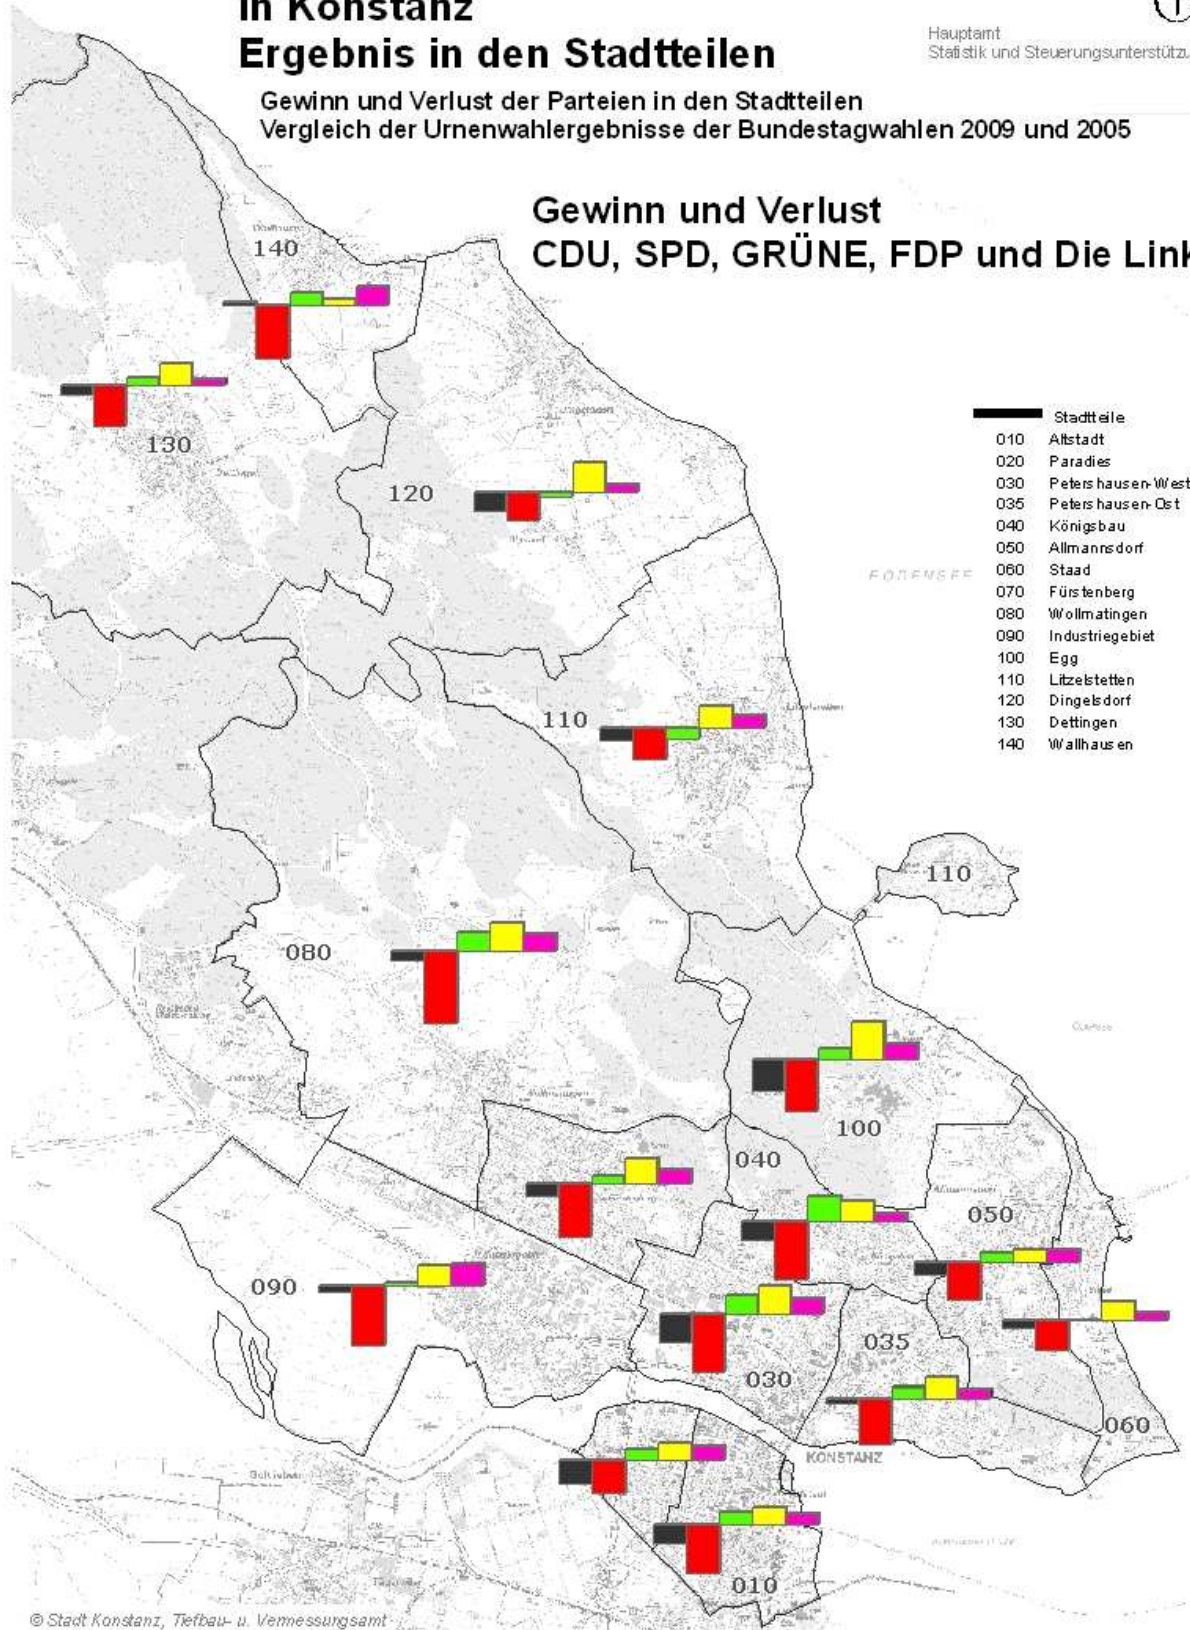 in Konstanz
Ergebnis in den Stadtteilen
Hauptamt
Statistik und Steuerungsunterstützu
Gewinn und Verlust der Parteien in den Stadtteilen
Vergleich der Urnenwahlergebnisse der Bundestagwahlen 2009 und 2005
Gewinn und Verlust
CDU, SPD, GRÜNE, FDP und Die Link
140
130
120
110
110
080
100
040
050
090
035
030
060
010
KONSTANZ
BODENSEE
Stadtteile
010 Altstadt
020 Paradies
030 Petershausen-West
035 Petershausen-Ost
040 Königsbau
050 Allmannsdorf
060 Staad
070 Fürstenberg
080 Wollmatingen
090 Industriegebiet
100 Egg
110 Litzelstetten
120 Dingelsdorf
130 Dettingen
140 Wallhausen
© Stadt Konstanz, Tiefbau- u. Vermessungsamt